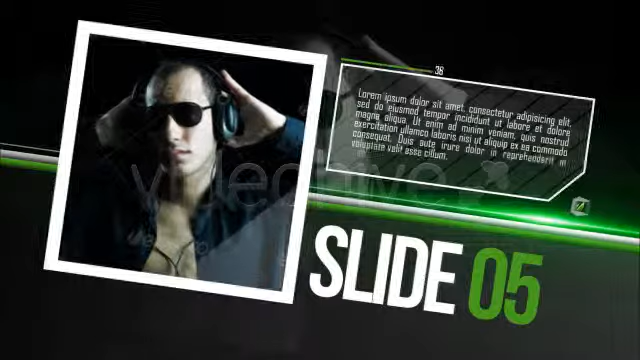 36
Lorem ipsum dolor sit amet, consectetur adipisicing elit,
sed do eiusmod tempor incididunt ut labore et dolore
magna aliqua. Ut enim ad minim veniam, quis nostrud
exercitation ullamco laboris nisi ut aliquip ex ea commodo
consequat. Duis aute irure dolor in reprehenderit in
voluptate velit esse cillum.
videohive
SLIDE 05